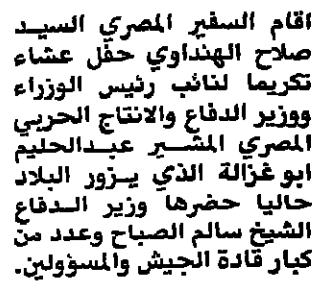 اقام السفير المصري السيد
صلاح الهنداوي حفل عشاء
تكريما لنائب رئيس الوزراء
ووزير الدفاع والانتاج الحربي
المصري المشير عبدالحليم
ابو غزالة الذي يزور البلاد
حاليا حضرها وزير الدفاع
الشيخ سالم الصباح وعدد من
كبار قادة الجيش والمسؤولين.